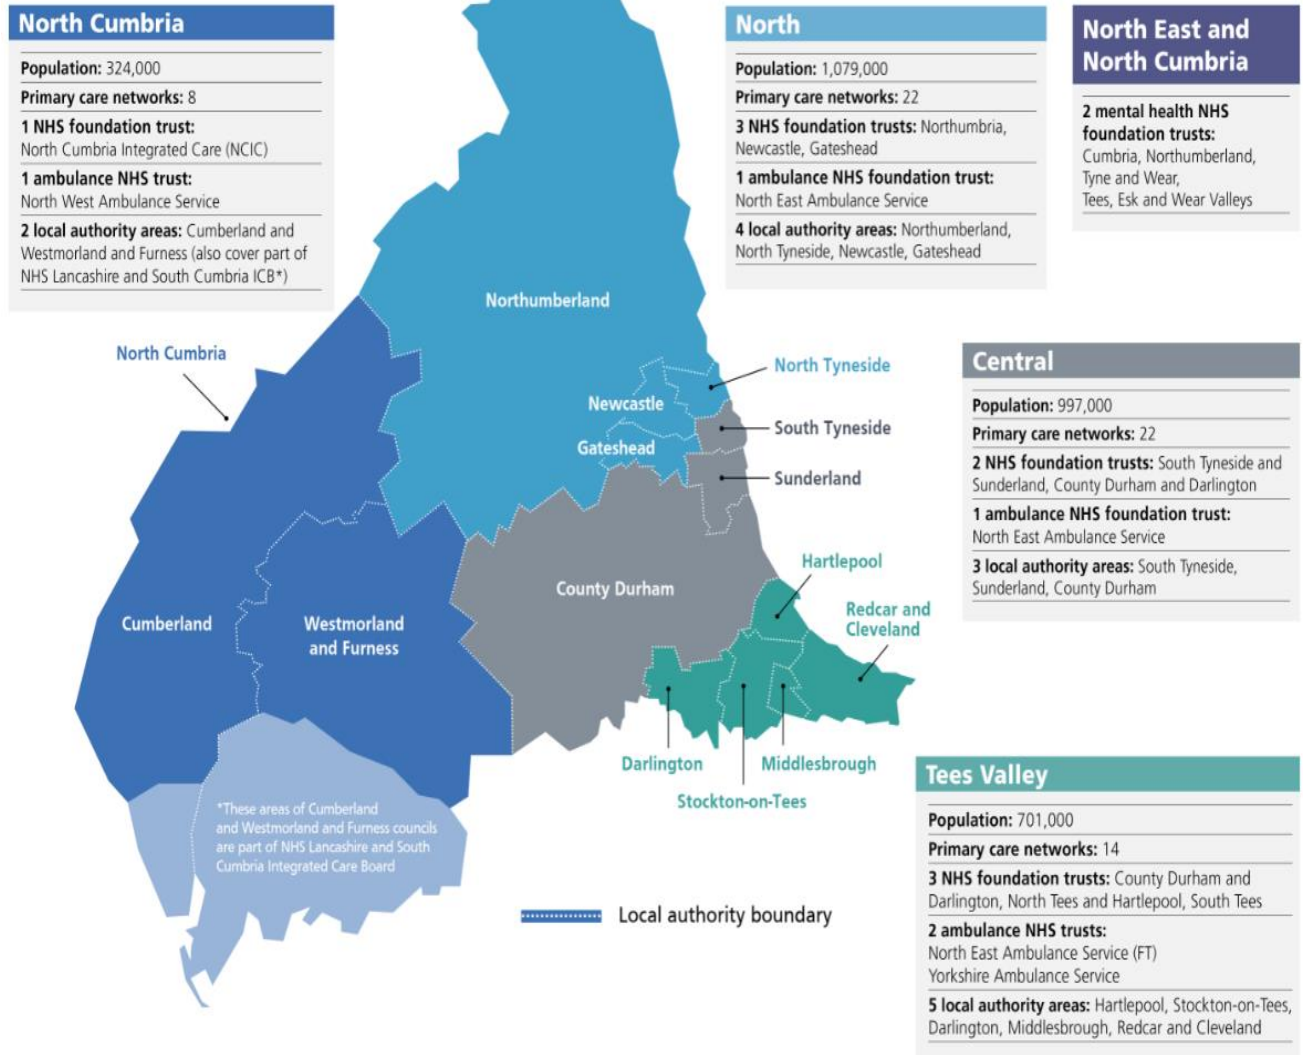 North Cumbria
Population: 324,000
Primary care networks: 8
1 NHS foundation trust:
North Cumbria Integrated Care (NCIC)
1 ambulance NHS trust:
North West Ambulance Service
2 local authority areas: Cumberland and
Westmorland and Furness (also cover part of
NHS Lancashire and South Cumbria ICB*)
North
Population: 1,079,000
Primary care networks: 22
3 NHS foundation trusts: Northumbria,
Newcastle, Gateshead
1 ambulance NHS foundation trust:
North East Ambulance Service
4 local authority areas: Northumberland,
North Tyneside, Newcastle, Gateshead
North East and
North Cumbria
2 mental health NHS
foundation trusts:
Cumbria, Northumberland,
Tyne and Wear,
Tees, Esk and Wear Valleys
Northumberland
North Cumbria
North Tyneside
Newcastle
South Tyneside
Gateshead
Sunderland
Hartlepool
County Durham
Redcar and
Cleveland
Cumberland
Westmorland
and Furness
Darlington
Middlesbrough
Stockton-on-Tees
*These areas of Cumberland
and Westmorland and Furness councils
are part of NHS Lancashire and South
Cumbria Integrated Care Board
Local authority boundary
Central
Population: 997,000
Primary care networks: 22
2 NHS foundation trusts: South Tyneside and
Sunderland, County Durham and Darlington
1 ambulance NHS foundation trust:
North East Ambulance Service
3 local authority areas: South Tyneside,
Sunderland, County Durham
Tees Valley
Population: 701,000
Primary care networks: 14
3 NHS foundation trusts: County Durham and
Darlington, North Tees and Hartlepool, South Tees
2 ambulance NHS trusts:
North East Ambulance Service (FT)
Yorkshire Ambulance Service
5 local authority areas: Hartlepool, Stockton-on-Tees,
Darlington, Middlesbrough, Redcar and Cleveland